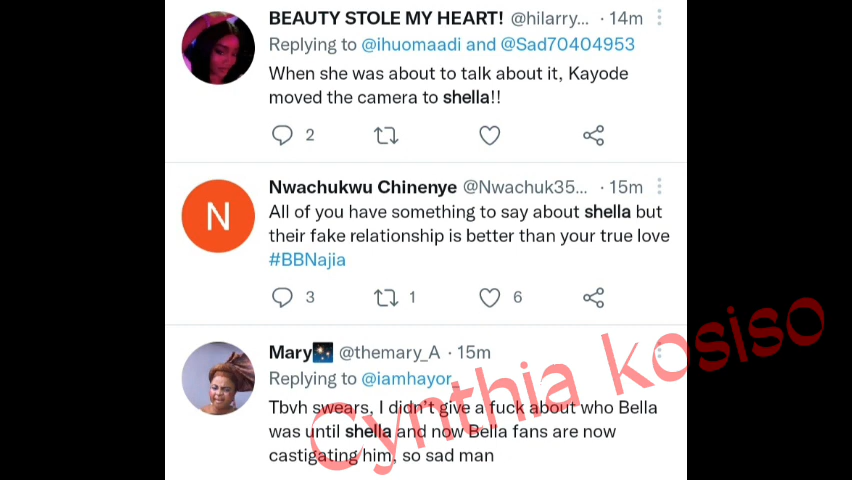 BEAUTY STOLE MY HEART! @hilarry... · 14m
Replying to @ihuomaadi and @Sad70404953
When she was about to talk about it, Kayode
moved the camera to shella!!
2
Nwachukwu Chinenye @Nwachuk35... · 15m
N
All of you have something to say about shella but
their fake relationship is better than your true love
#BBNajia
3 1 6
Mary🎇 @themary_A · 15m
Replying to @iamhayor_
Tbvh swears, I didn't give a fuck about who Bella
was until shella and now Bella fans are now
castigating him, so sad man
Cynthia kosiso